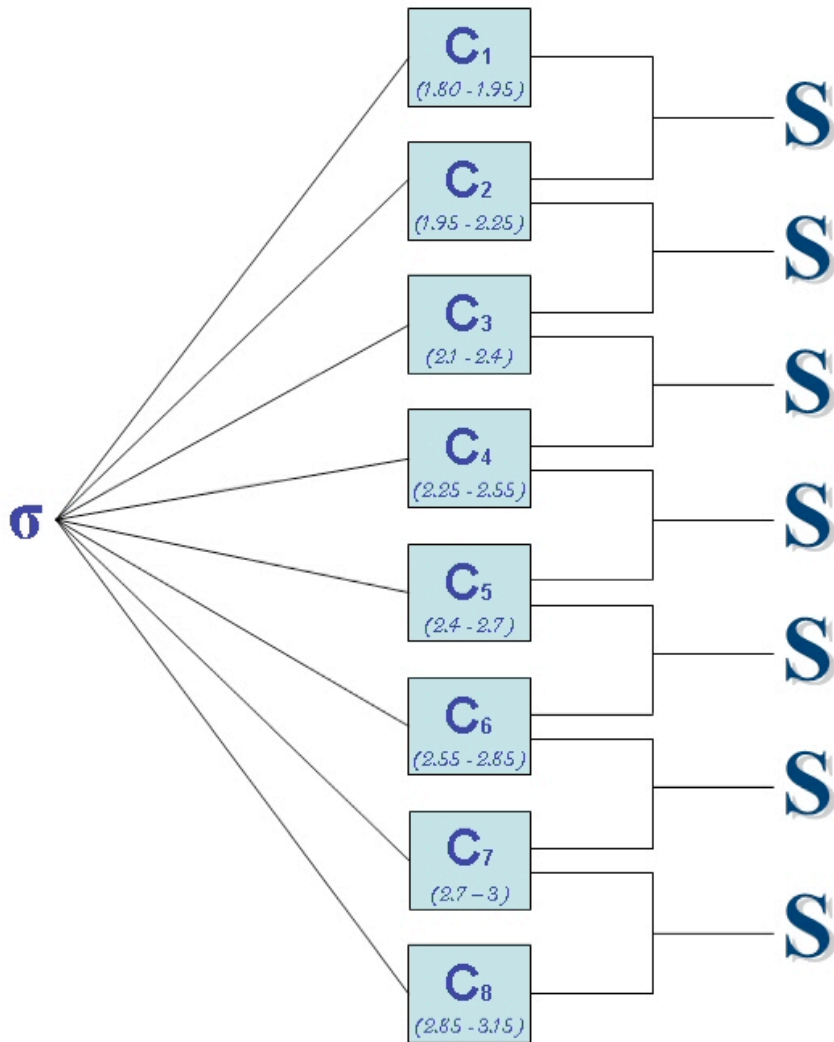 C1
(1.80 - 1.95)
S
C2
(1.95 - 2.25)
S
C3
(2.1 - 2.4)
S
C4
(2.25 - 2.55)
σ
S
C5
(2.4 - 2.7)
S
C6
(2.55 - 2.85)
S
C7
(2.7 – 3)
S
C8
(2.85 - 3.15)